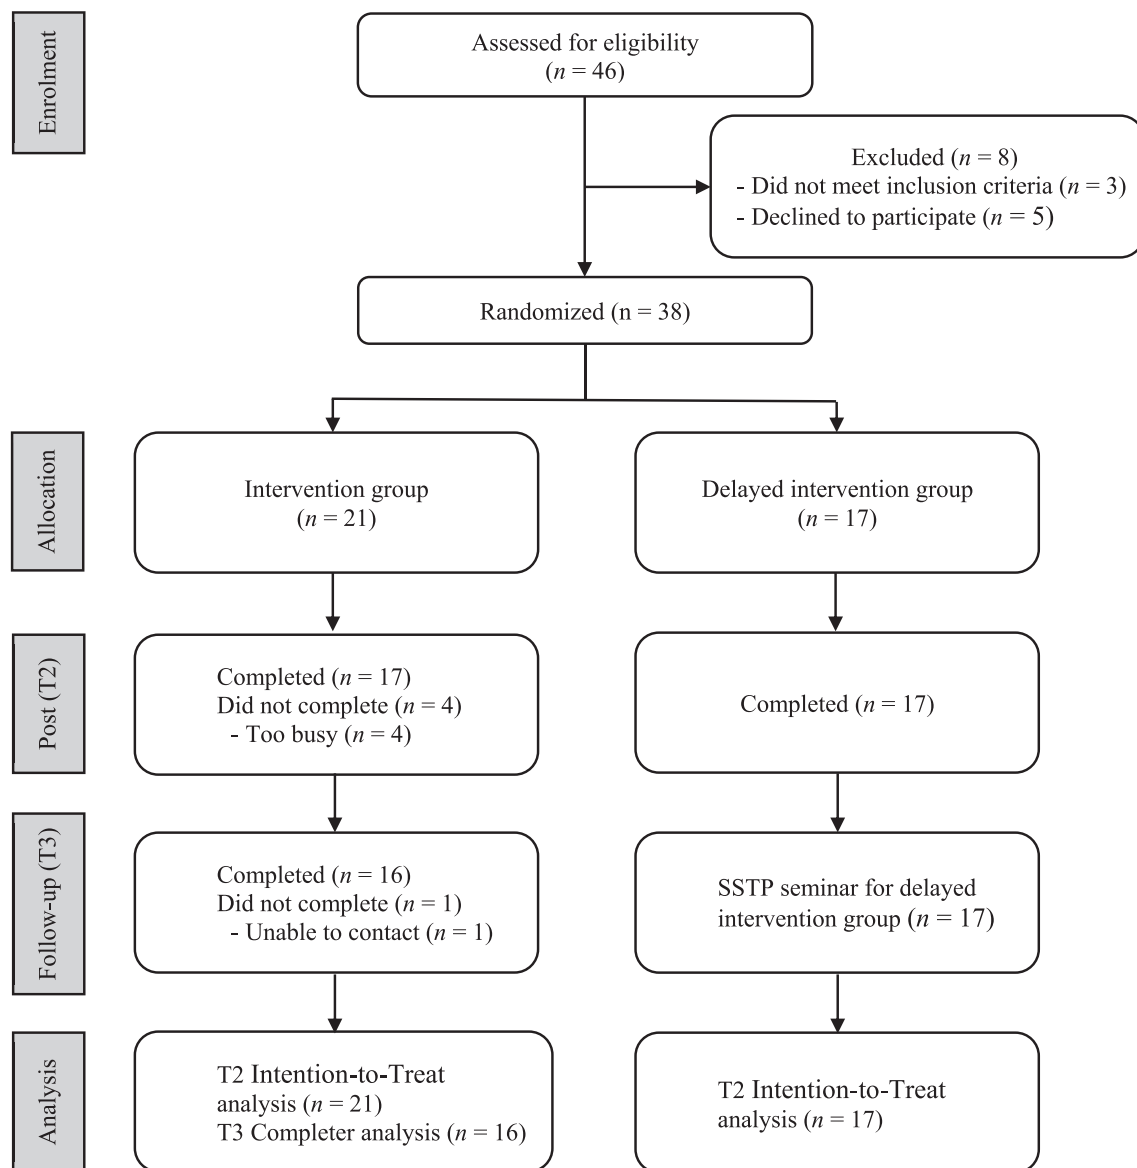 Enrolment
Assessed for eligibility
(n = 46)
Excluded (n = 8)
- Did not meet inclusion criteria (n = 3)
- Declined to participate (n = 5)
Randomized (n = 38)
Allocation
Intervention group
(n = 21)
Delayed intervention group
(n = 17)
Post (T2)
Completed (n = 17)
Did not complete (n = 4)
- Too busy (n = 4)
Completed (n = 17)
Follow-up (T3)
Completed (n = 16)
Did not complete (n = 1)
- Unable to contact (n = 1)
SSTP seminar for delayed
intervention group (n = 17)
Analysis
T2 Intention-to-Treat
analysis (n = 21)
T3 Completer analysis (n = 16)
T2 Intention-to-Treat
analysis (n = 17)